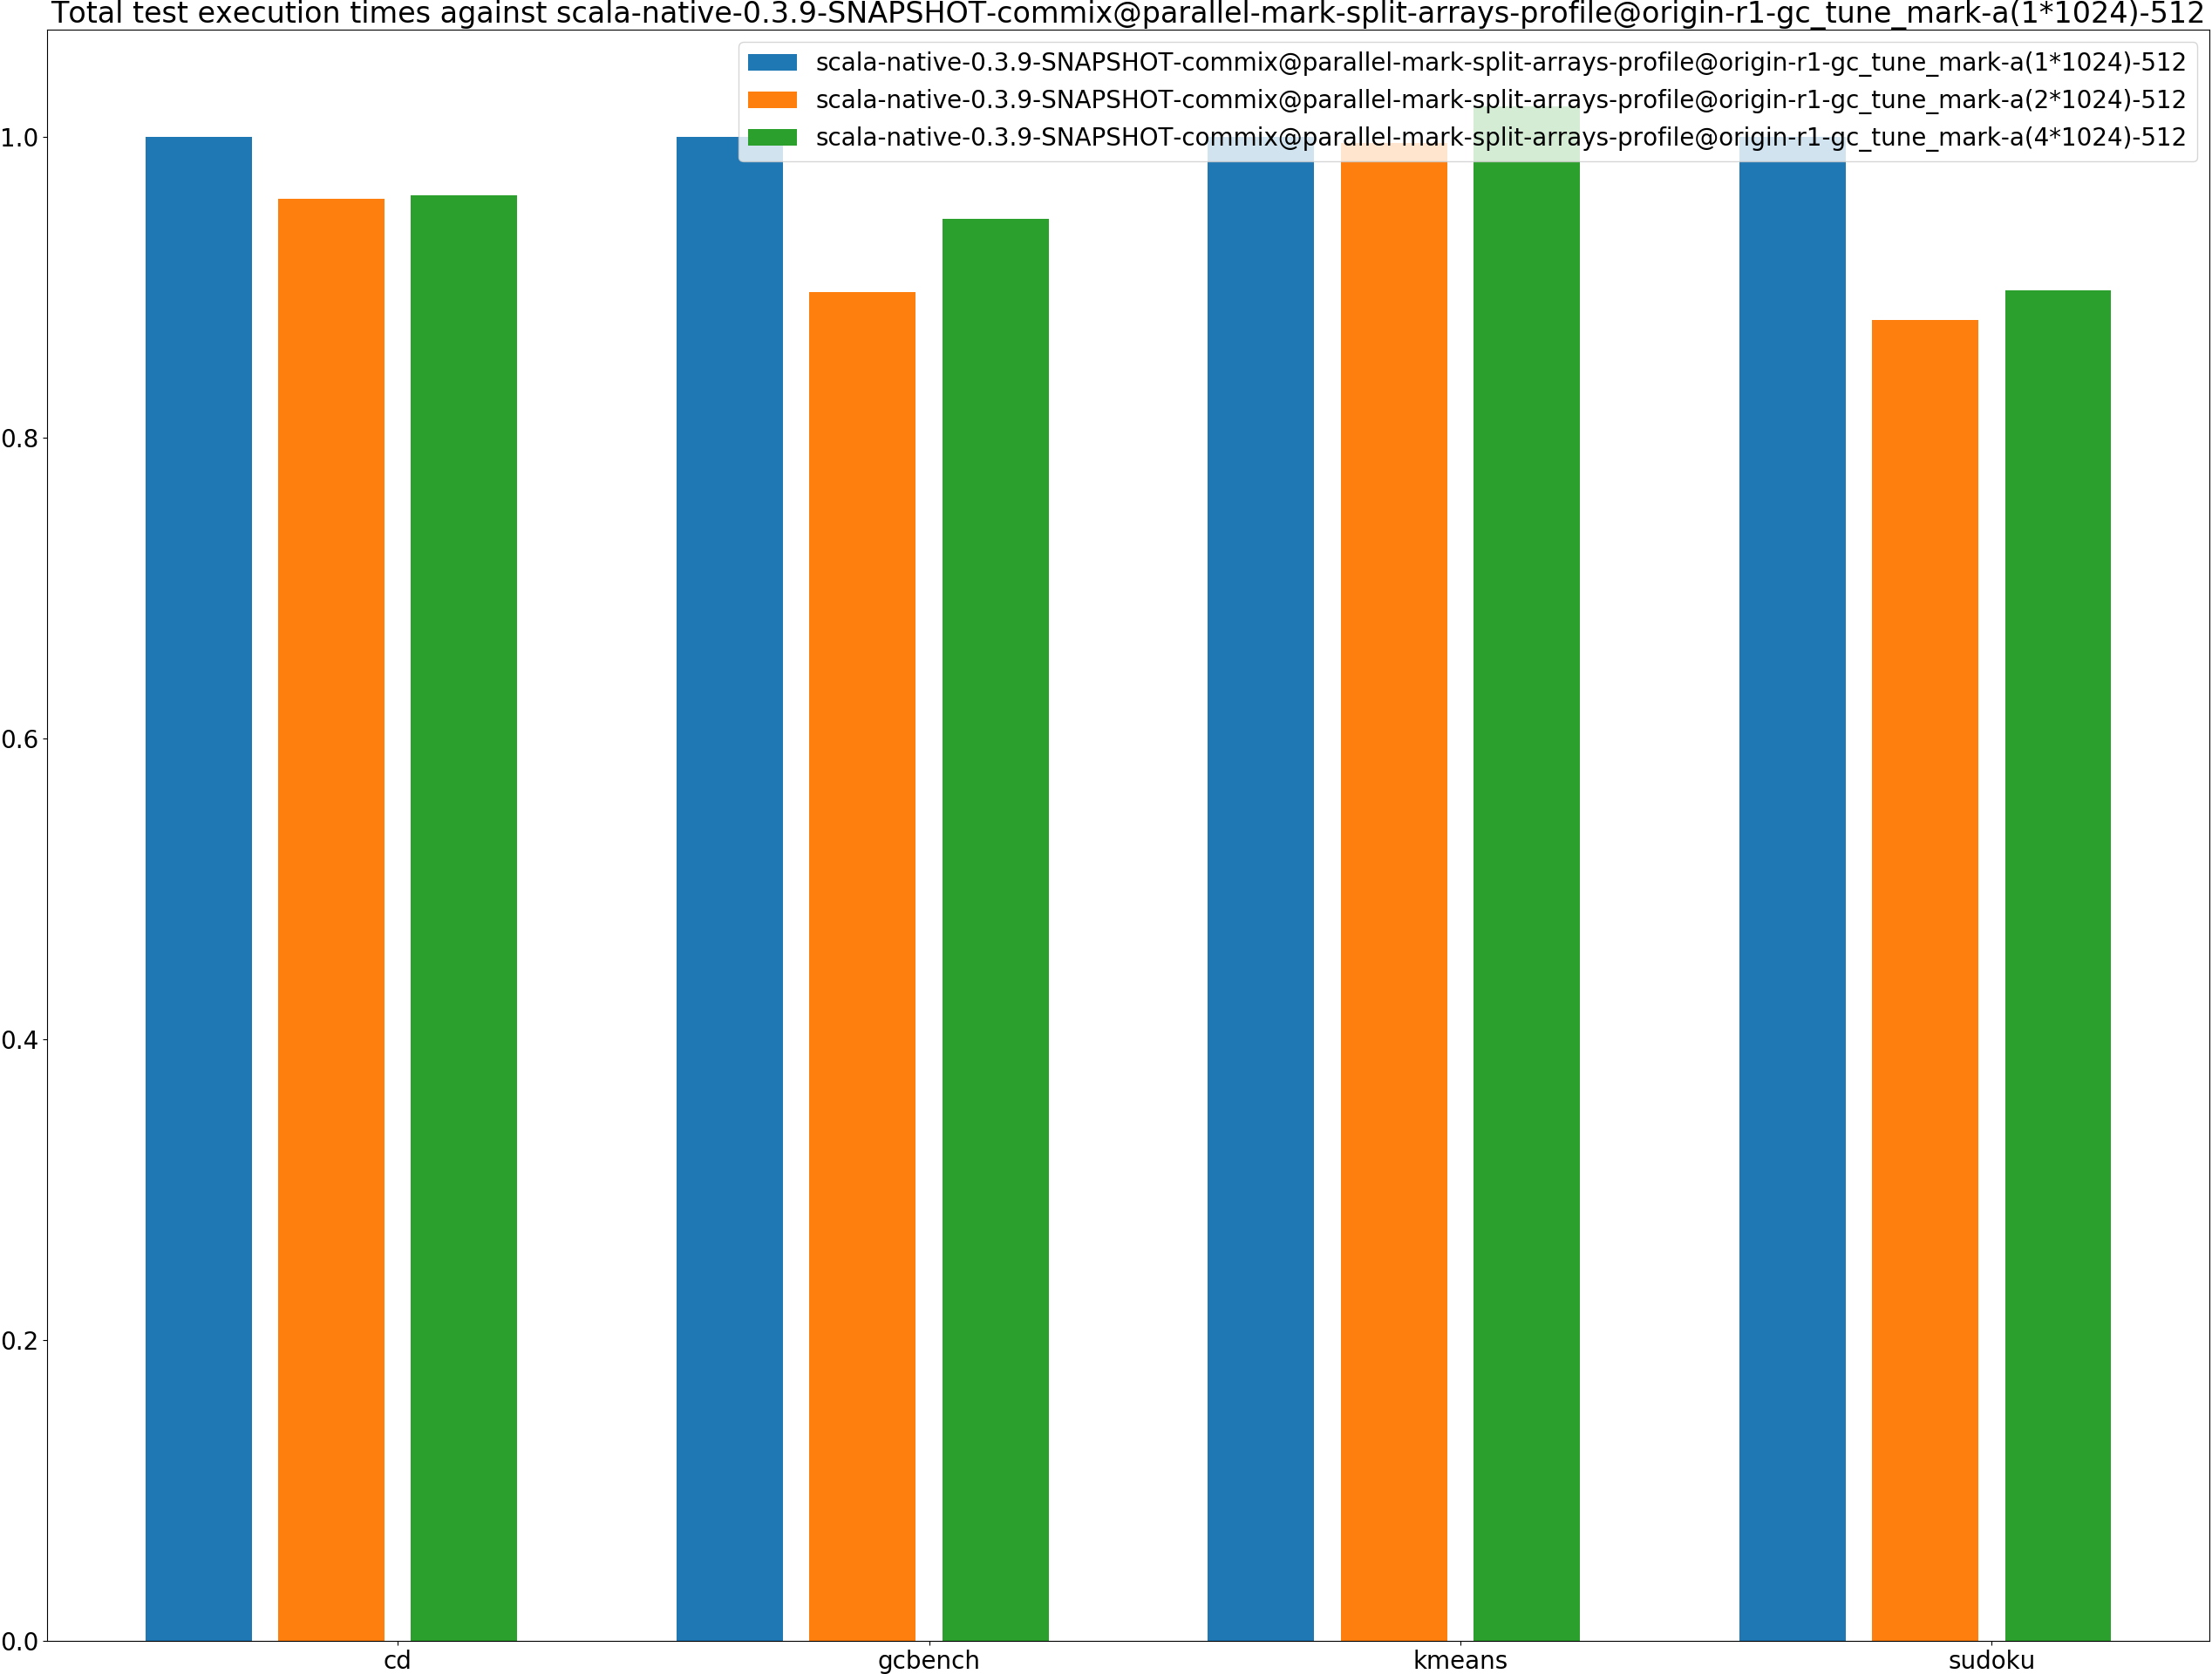 Total test execution times against scala-native-0.3.9-SNAPSHOT-commix@parallel-mark-split-arrays-profile@origin-r1-gc_tune_mark-a(1*1024)-512
scala-native-0.3.9-SNAPSHOT-commix@parallel-mark-split-arrays-profile@origin-r1-gc_tune_mark-a(1*1024)-512
scala-native-0.3.9-SNAPSHOT-commix@parallel-mark-split-arrays-profile@origin-r1-gc_tune_mark-a(2*1024)-512
scala-native-0.3.9-SNAPSHOT-commix@parallel-mark-split-arrays-profile@origin-r1-gc_tune_mark-a(4*1024)-512
1.0
0.8
0.6
0.4
0.2
0.0
cd gcbench kmeans sudoku